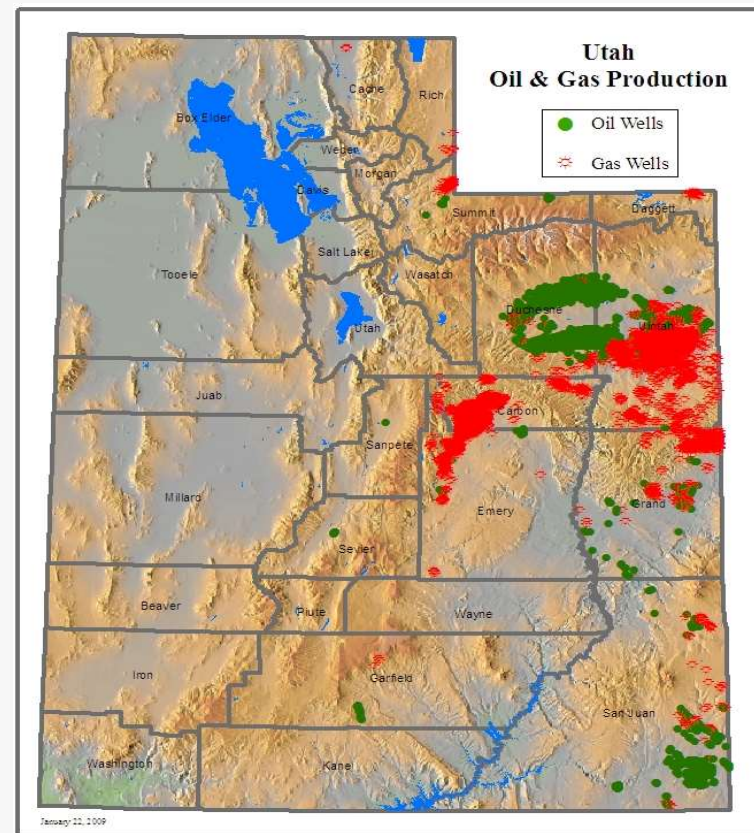 Utah
Oil & Gas Production
Oil Wells
Gas Wells
Cache
Rich
Box Elder
Weber
Morgan
Davis
Summit
Daggett
Salt Lake
Tooele
Wasatch
Duchesne
Uintah
Utah
Juab
Carbon
Sanpete
Millard
Emery
Grand
Sevier
Beaver
Piute
Wayne
Iron
Garfield
San Juan
Washington
Kane
January 22, 2009